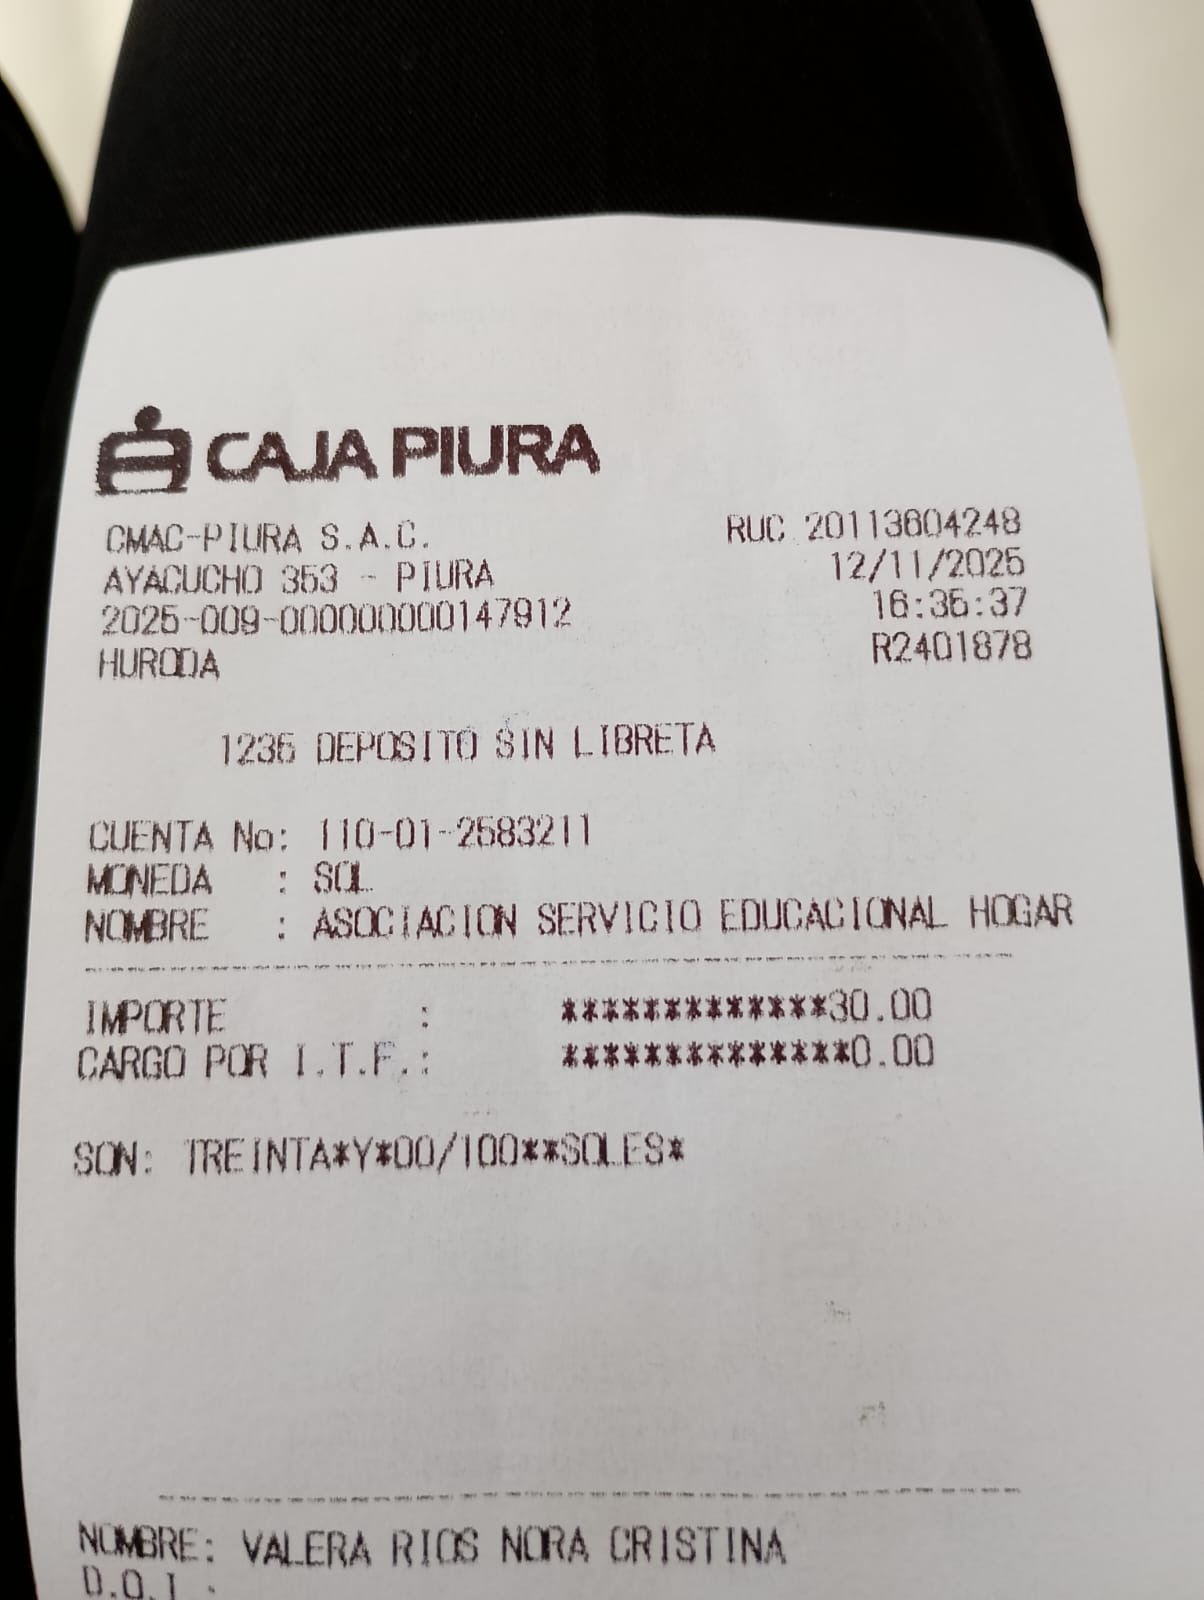 CAJA PIURA
CMAC-PIURA S.A.C. RUC 20113604248
AYACUCHO 353 - PIURA 12/11/2025
2025-009-000000000147912 16:35:37
HURODA R2401878
1235 DEPOSITO SIN LIBRETA
CUENTA No: 110-01-2583211
MONEDA : SOL
NOMBRE : ASOCIACION SERVICIO EDUCACIONAL HOGAR
IMPORTE : *************30.00
CARGO POR I.T.F.: **************0.00
SON: TREINTA*Y*00/100**SOLES*
NOMBRE: VALERA RIOS NORA CRISTINA
D.O.I.